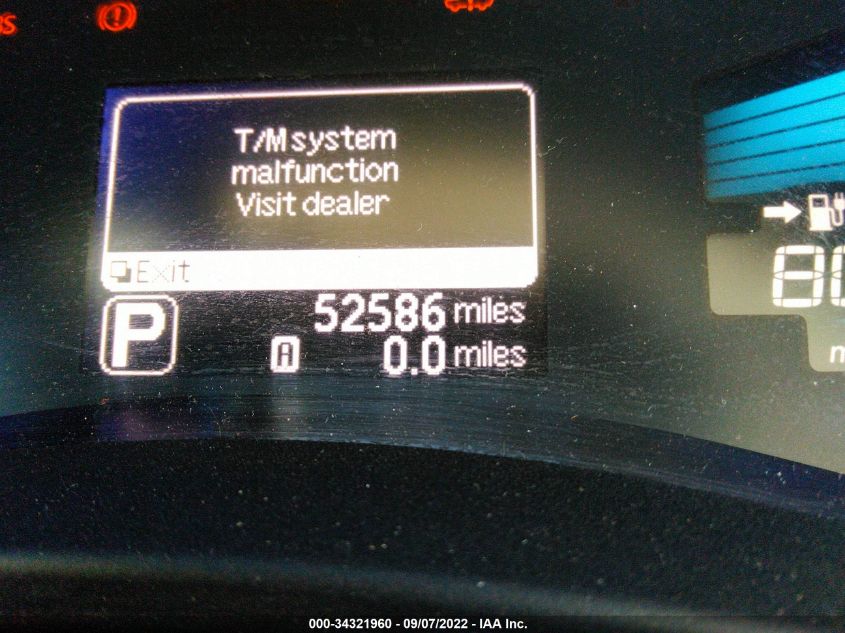 T/M system
malfunction
Visit dealer
Exit
P
52586 miles
A 0.0 miles
000-34321960 - 09/07/2022 - IAA Inc.